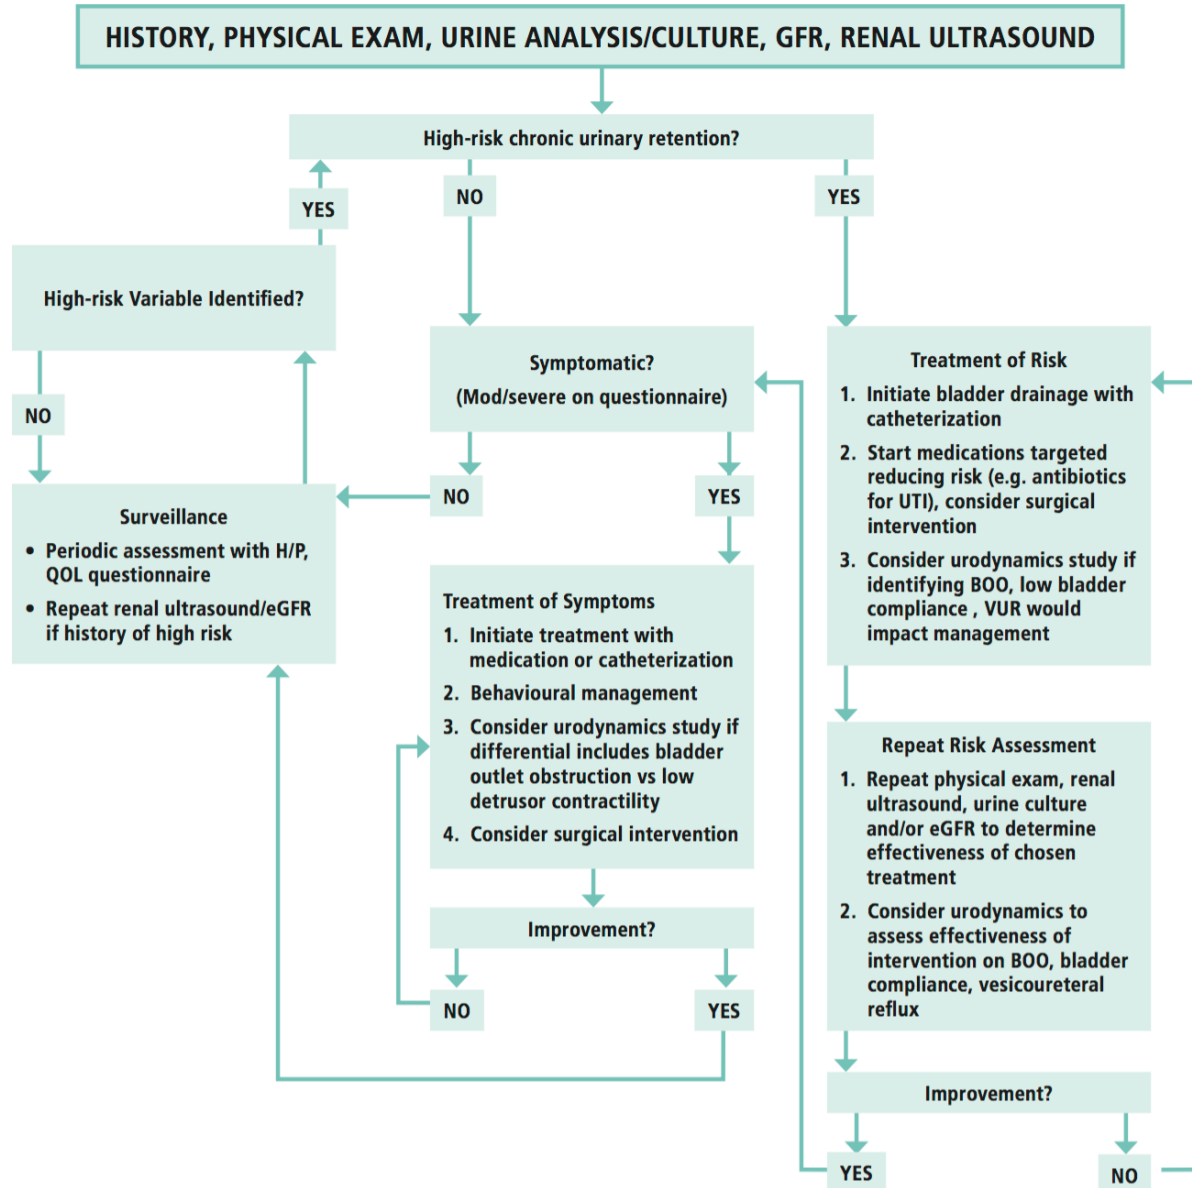 HISTORY, PHYSICAL EXAM, URINE ANALYSIS/CULTURE, GFR, RENAL ULTRASOUND
High-risk chronic urinary retention?
YES
NO
YES
High-risk Variable Identified?
NO
Surveillance
• Periodic assessment with H/P,
QOL questionnaire
• Repeat renal ultrasound/eGFR
if history of high risk
Symptomatic?
(Mod/severe on questionnaire)
NO
YES
Treatment of Symptoms
1. Initiate treatment with
medication or catheterization
2. Behavioural management
3. Consider urodynamics study if
differential includes bladder
outlet obstruction vs low
detrusor contractility
4. Consider surgical intervention
Improvement?
NO
YES
Treatment of Risk
1. Initiate bladder drainage with
catheterization
2. Start medications targeted
reducing risk (e.g. antibiotics
for UTI), consider surgical
intervention
3. Consider urodynamics study if
identifying BOO, low bladder
compliance , VUR would
impact management
Repeat Risk Assessment
1. Repeat physical exam, renal
ultrasound, urine culture
and/or eGFR to determine
effectiveness of chosen
treatment
2. Consider urodynamics to
assess effectiveness of
intervention on BOO, bladder
compliance, vesicoureteral
reflux
Improvement?
YES
NO